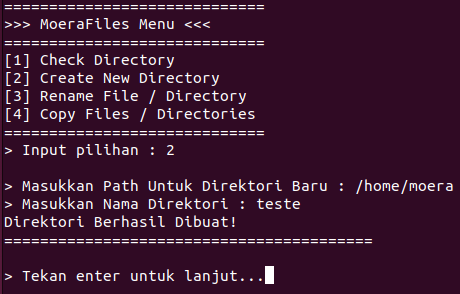 =============================
>>> MoeraFiles Menu <<<
=============================
[1] Check Directory
[2] Create New Directory
[3] Rename File / Directory
[4] Copy Files / Directories
=============================
> Input pilihan : 2
> Masukkan Path Untuk Direktori Baru : /home/moera
> Masukkan Nama Direktori : teste
Direktori Berhasil Dibuat!
=========================================
> Tekan enter untuk lanjut...